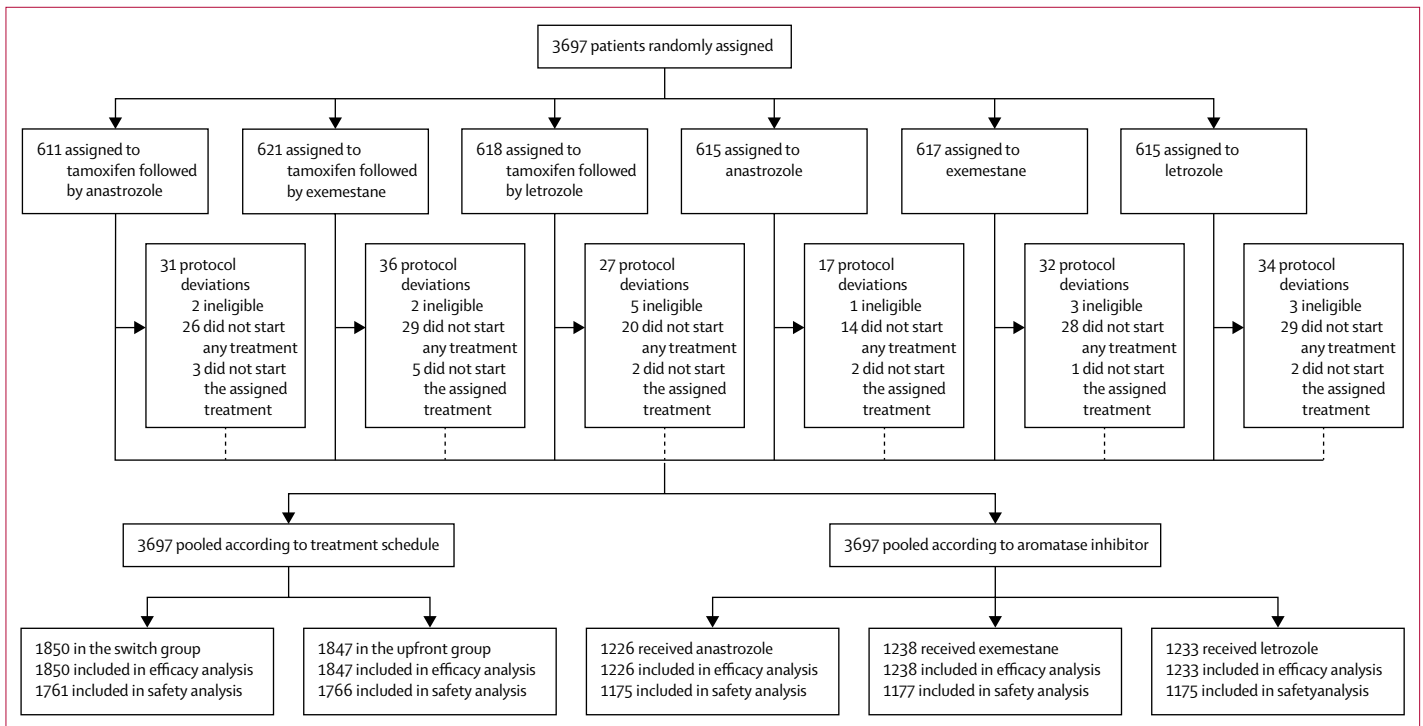 3697 patients randomly assigned
611 assigned to
tamoxifen followed
by anastrozole
621 assigned to
tamoxifen followed
by exemestane
618 assigned to
tamoxifen followed
by letrozole
615 assigned to
anastrozole
617 assigned to
exemestane
615 assigned to
letrozole
31 protocol
deviations
2 ineligible
26 did not start
any treatment
3 did not start
the assigned
treatment
36 protocol
deviations
2 ineligible
29 did not start
any treatment
5 did not start
the assigned
treatment
27 protocol
deviations
5 ineligible
20 did not start
any treatment
2 did not start
the assigned
treatment
17 protocol
deviations
1 ineligible
14 did not start
any treatment
2 did not start
the assigned
treatment
32 protocol
deviations
3 ineligible
28 did not start
any treatment
1 did not start
the assigned
treatment
34 protocol
deviations
3 ineligible
29 did not start
any treatment
2 did not start
the assigned
treatment
3697 pooled according to treatment schedule
3697 pooled according to aromatase inhibitor
1850 in the switch group
1850 included in efficacy analysis
1761 included in safety analysis
1847 in the upfront group
1847 included in efficacy analysis
1766 included in safety analysis
1226 received anastrozole
1226 included in efficacy analysis
1175 included in safety analysis
1238 received exemestane
1238 included in efficacy analysis
1177 included in safety analysis
1233 received letrozole
1233 included in efficacy analysis
1175 included in safetyanalysis